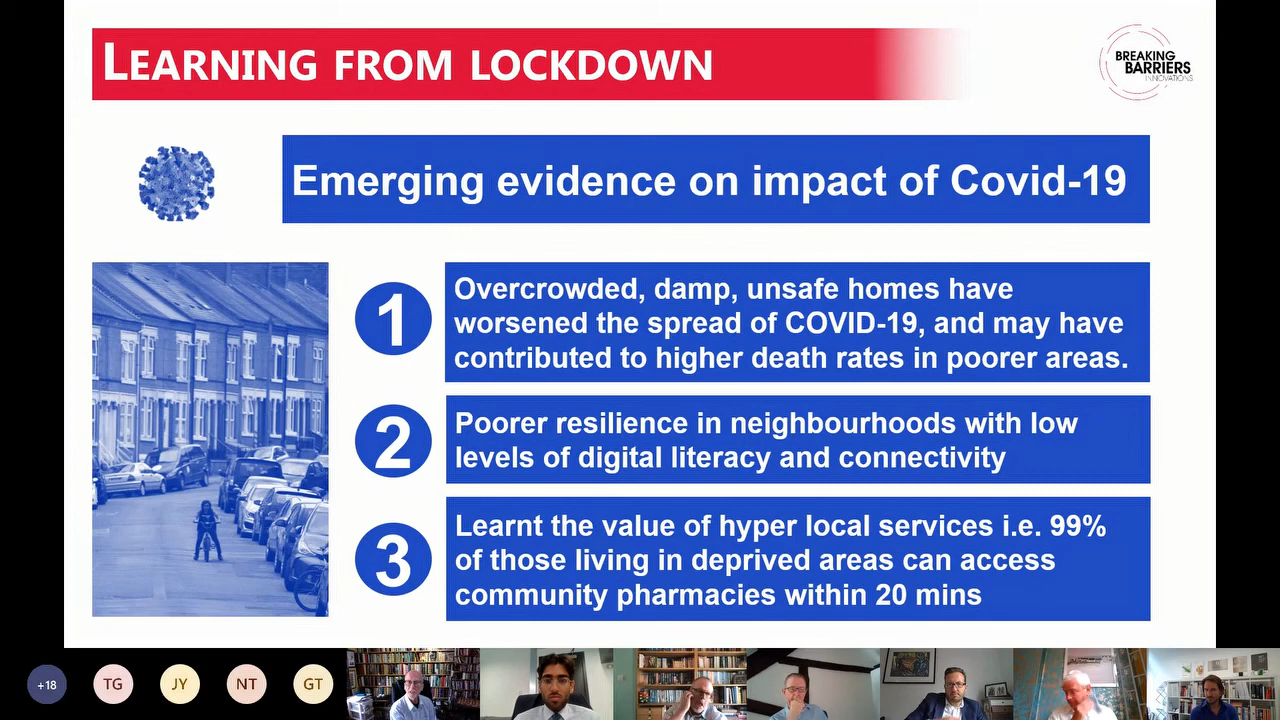 LEARNING FROM LOCKDOWN
BREAKING
BARRIERS
INNOVATIONS
Emerging evidence on impact of Covid-19
1
Overcrowded, damp, unsafe homes have
worsened the spread of COVID-19, and may have
contributed to higher death rates in poorer areas.
2
Poorer resilience in neighbourhoods with low
levels of digital literacy and connectivity
3
Learnt the value of hyper local services i.e. 99%
of those living in deprived areas can access
community pharmacies within 20 mins
+18
TG
JY
NT
GT
BREAKING
BARRIERS